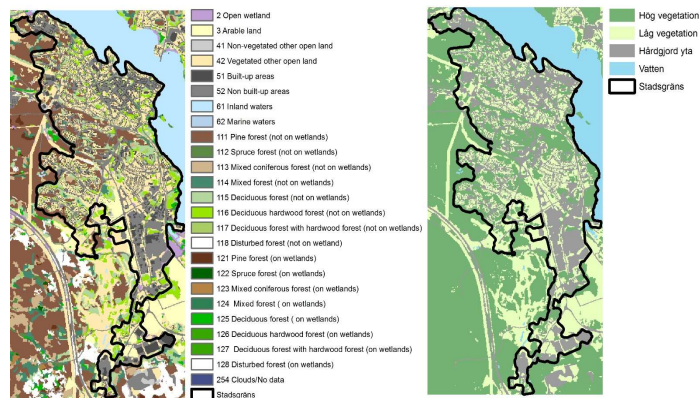 2 Open wetland
3 Arable land
41 Non-vegetated other open land
42 Vegetated other open land
51 Built-up areas
52 Non built-up areas
61 Inland waters
62 Marine waters
111 Pine forest (not on wetlands)
112 Spruce forest (not on wetlands)
113 Mixed coniferous forest (not on wetlands)
114 Mixed forest (not on wetlands)
115 Deciduous forest (not on wetlands)
116 Deciduous hardwood forest (not on wetlands)
117 Deciduous forest with hardwood forest (not on wetlands)
118 Disturbed forest (not on wetland)
121 Pine forest (on wetlands)
122 Spruce forest (on wetlands)
123 Mixed coniferous forest (on wetlands)
124 Mixed forest ( on wetlands)
125 Deciduous forest ( on wetlands)
126 Deciduous hardwood forest (on wetlands)
127 Deciduous forest with hardwood forest (on wetlands)
128 Disturbed forest (on wetlands)
254 Clouds/No data
Stadsgräns
Hög vegetation
Låg vegetation
Hårdgjord yta
Vatten
Stadsgräns